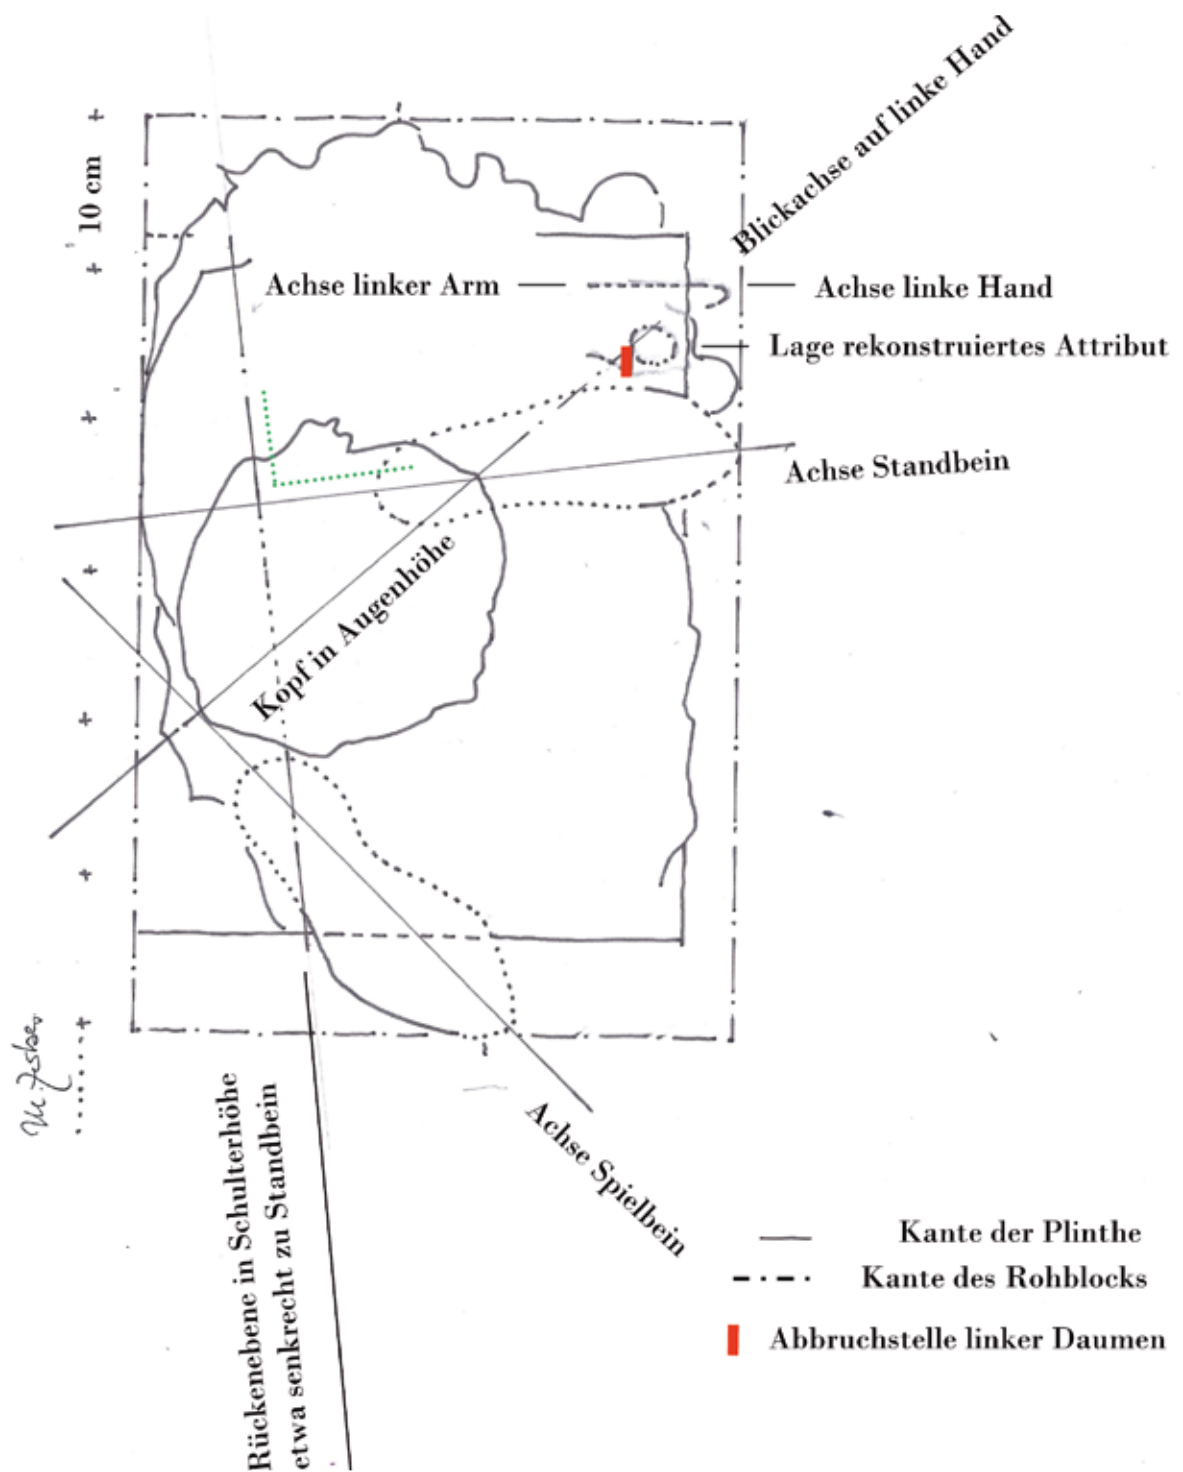 Blickachse auf linke Hand
10 cm
Achse linker Arm
Achse linke Hand
Lage rekonstruiertes Attribut
Achse Standbein
Kopf in Augenhöhe
Achse Spielbein
Rückenebene in Schulterhöhe
etwa senkrecht zu Standbein
Kante der Plinthe
Kante des Rohblocks
Abbruchstelle linker Daumen